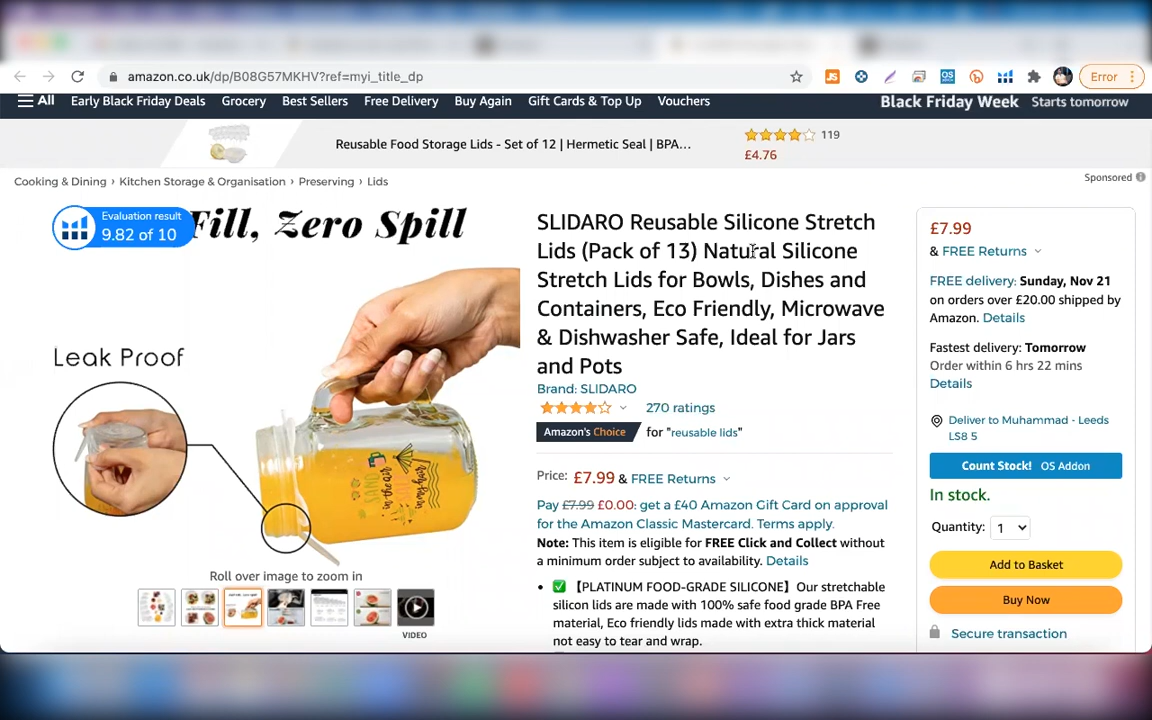 amazon.co.uk/dp/B08G57MKHV?ref=myi_title_dp
JS
OS
Error
All Early Black Friday Deals Grocery Best Sellers Free Delivery Buy Again Gift Cards & Top Up Vouchers Black Friday Week Starts tomorrow
Reusable Food Storage Lids - Set of 12 | Hermetic Seal | BPA...
119
£4.76
Sponsored
Cooking & Dining › Kitchen Storage & Organisation › Preserving › Lids
Evaluation result
9.82 of 10
Fill, Zero Spill
Leak Proof
Roll over image to zoom in
VIDEO
SLIDARO Reusable Silicone Stretch
Lids (Pack of 13) Natural Silicone
Stretch Lids for Bowls, Dishes and
Containers, Eco Friendly, Microwave
& Dishwasher Safe, Ideal for Jars
and Pots
Brand: SLIDARO
270 ratings
Amazon's Choice for "reusable lids"
Price: £7.99 & FREE Returns
Pay £7.99 £0.00: get a £40 Amazon Gift Card on approval
for the Amazon Classic Mastercard. Terms apply.
Note: This item is eligible for FREE Click and Collect without
a minimum order subject to availability. Details
• ✅【PLATINUM FOOD-GRADE SILICONE】Our stretchable
silicon lids are made with 100% safe food grade BPA Free
material, Eco friendly lids made with extra thick material
not easy to tear and wrap.
£7.99
& FREE Returns
FREE delivery: Sunday, Nov 21
on orders over £20.00 shipped by
Amazon. Details
Fastest delivery: Tomorrow
Order within 6 hrs 22 mins
Details
Deliver to Muhammad - Leeds
LS8 5
Count Stock! OS Addon
In stock.
Quantity: 1
Add to Basket
Buy Now
Secure transaction